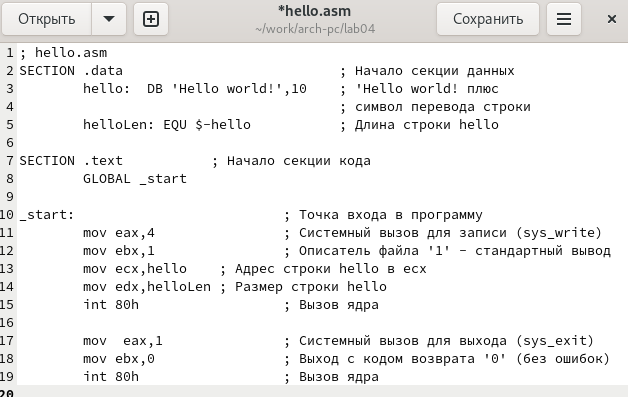 Открыть
*hello.asm
~/work/arch-pc/lab04
Сохранить
1 ; hello.asm
2 SECTION .data ; Начало секции данных
3 hello: DB 'Hello world!',10 ; 'Hello world! плюс
4 ; символ перевода строки
5 helloLen: EQU $-hello ; Длина строки hello
6
7 SECTION .text ; Начало секции кода
8 GLOBAL _start
9
10 _start: ; Точка входа в программу
11 mov eax,4 ; Системный вызов для записи (sys_write)
12 mov ebx,1 ; Описатель файла '1' - стандартный вывод
13 mov ecx,hello ; Адрес строки hello в ecx
14 mov edx,helloLen ; Размер строки hello
15 int 80h ; Вызов ядра
16
17 mov  eax,1 ; Системный вызов для выхода (sys_exit)
18 mov ebx,0 ; Выход с кодом возврата '0' (без ошибок)
19 int 80h ; Вызов ядра
20